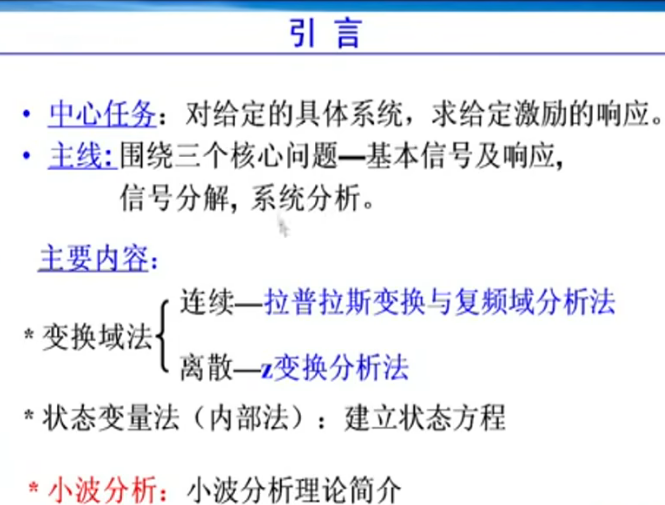 引 言
• 中心任务：对给定的具体系统，求给定激励的响应。
• 主线:围绕三个核心问题—基本信号及响应,
信号分解, 系统分析。
主要内容:
连续—拉普拉斯变换与复频域分析法
* 变换域法
离散—z变换分析法
* 状态变量法（内部法）: 建立状态方程
* 小波分析: 小波分析理论简介